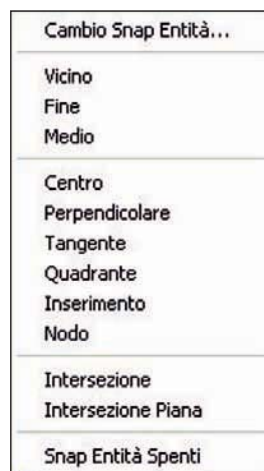 Cambio Snap Entità...
Vicino
Fine
Medio
Centro
Perpendicolare
Tangente
Quadrante
Inserimento
Nodo
Intersezione
Intersezione Piana
Snap Entità Spenti